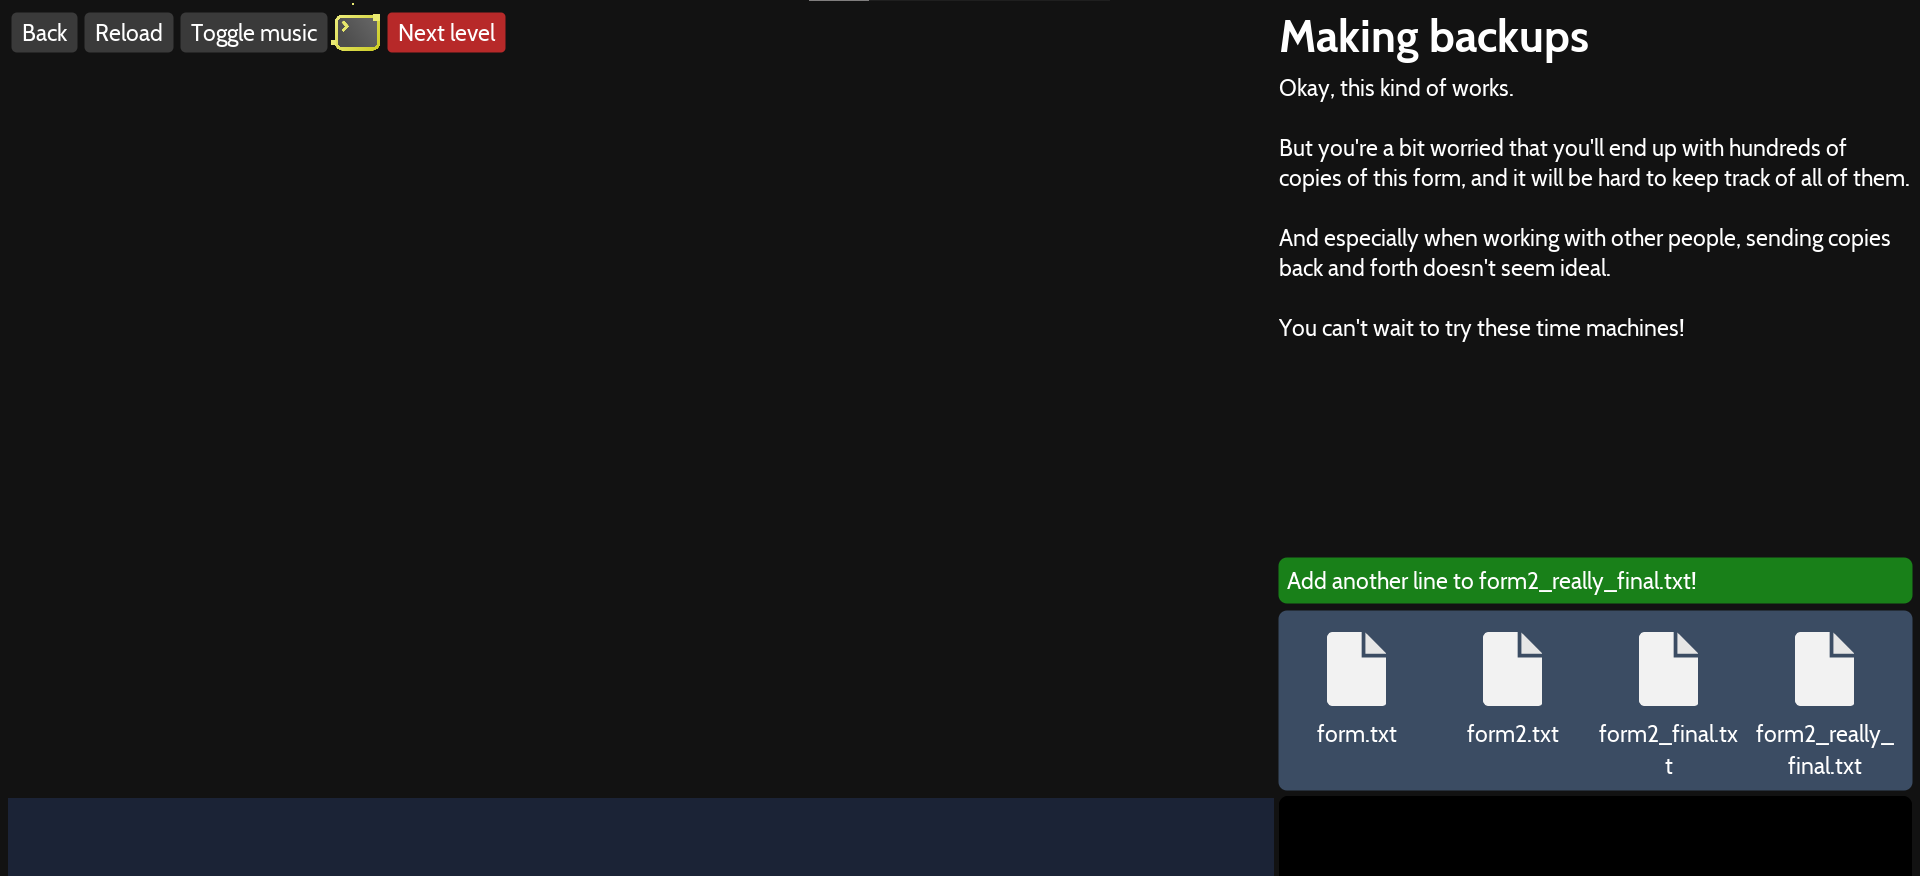 Back Reload Toggle music Next level
Making backups
Okay, this kind of works.
But you're a bit worried that you'll end up with hundreds of
copies of this form, and it will be hard to keep track of all of them.
And especially when working with other people, sending copies
back and forth doesn't seem ideal.
You can't wait to try these time machines!
Add another line to form2_really_final.txt!
form.txt
form2.txt
form2_final.tx
t
form2_really_
final.txt